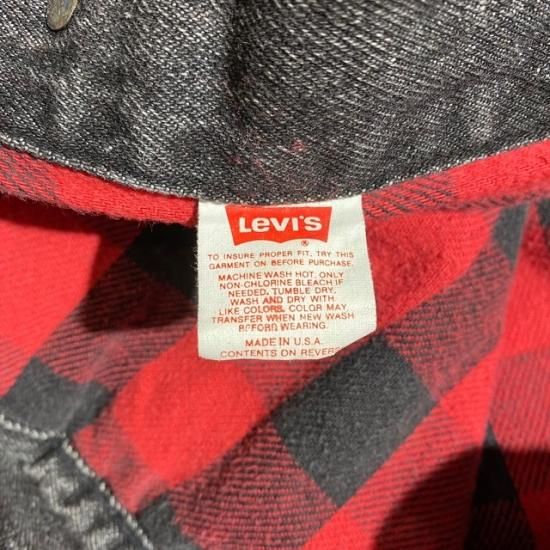 LEVI'S
®
TO INSURE PROPER FIT, TRY THIS
GARMENT ON BEFORE PURCHASE.
MACHINE WASH HOT. ONLY
NON-CHLORINE BLEACH IF
NEEDED. TUMBLE DRY.
WASH AND DRY WITH
LIKE COLORS. COLOR MAY
TRANSFER WHEN NEW WASH
BEFORE WEARING.
MADE IN U.S.A.
CONTENTS ON REVERS